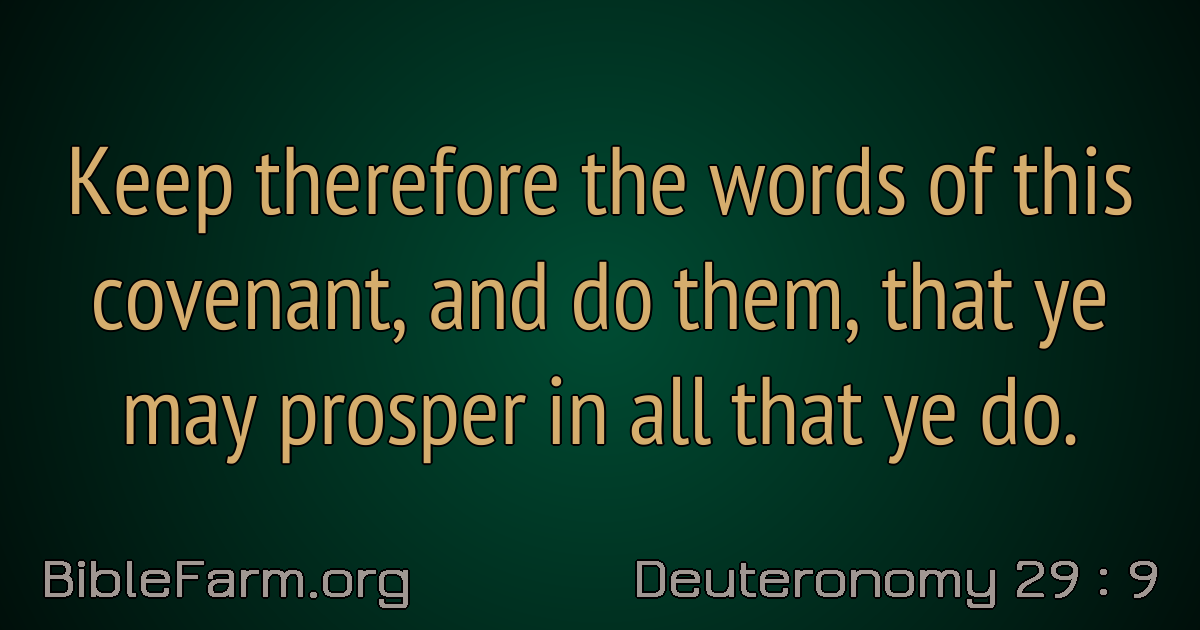 Keep therefore the words of this
covenant, and do them, that ye
may prosper in all that ye do.
BibleFarm.org
Deuteronomy 29 : 9